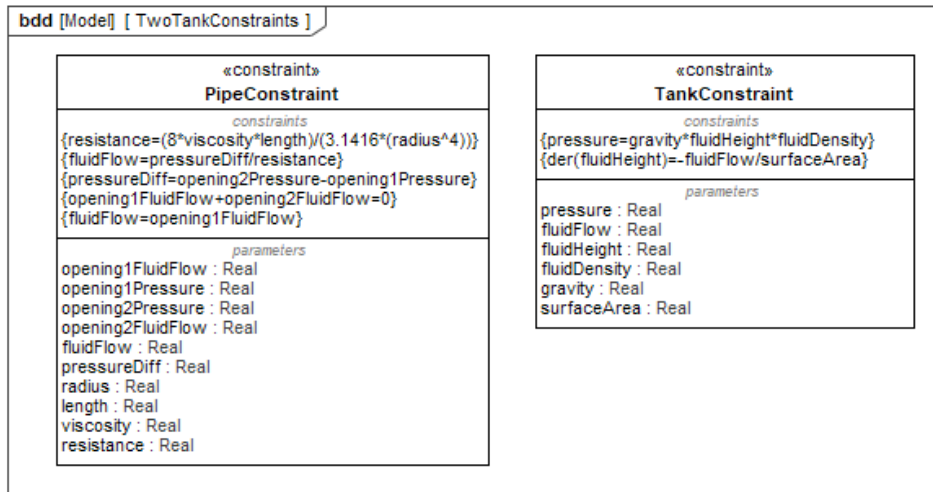 bdd [Model] [ TwoTankConstraints ]
«constraint»
PipeConstraint
constraints
{resistance=(8*viscosity*length)/(3.1416*(radius^4))}
{fluidFlow=pressureDiff/resistance}
{pressureDiff=opening2Pressure-opening1Pressure}
{opening1FluidFlow+opening2FluidFlow=0}
{fluidFlow=opening1FluidFlow}
parameters
opening1FluidFlow : Real
opening1Pressure : Real
opening2Pressure : Real
opening2FluidFlow : Real
fluidFlow : Real
pressureDiff : Real
radius : Real
length : Real
viscosity : Real
resistance : Real
«constraint»
TankConstraint
constraints
{pressure=gravity*fluidHeight*fluidDensity}
{der(fluidHeight)=-fluidFlow/surfaceArea}
parameters
pressure : Real
fluidFlow : Real
fluidHeight : Real
fluidDensity : Real
gravity : Real
surfaceArea : Real